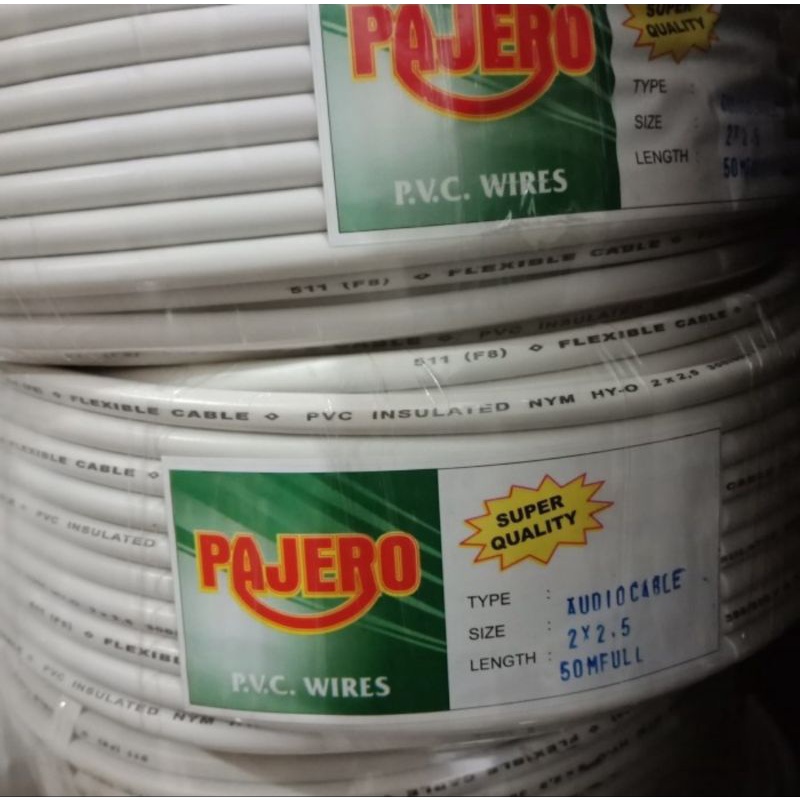 PAJERO
SUPER
QUALITY
TYPE :
SIZE :
LENGTH :
P.V.C. WIRES
511 (F8) ◇ FLEXIBLE CABLE
PVC INSULATED
511 (F8) ◇ FLEXIBLE CABLE
FLEXIBLE CABLE ◇ PVC INSULATED NYM HY-O 2x2,5
FLEXIBLE CABLE ◇
PVC INSULATED
PAJERO
P.V.C. WIRES
SUPER
QUALITY
TYPE : AUDIOCABLE
SIZE : 2X2.5
LENGTH : 50MFULL
PVC INSULATED NYM